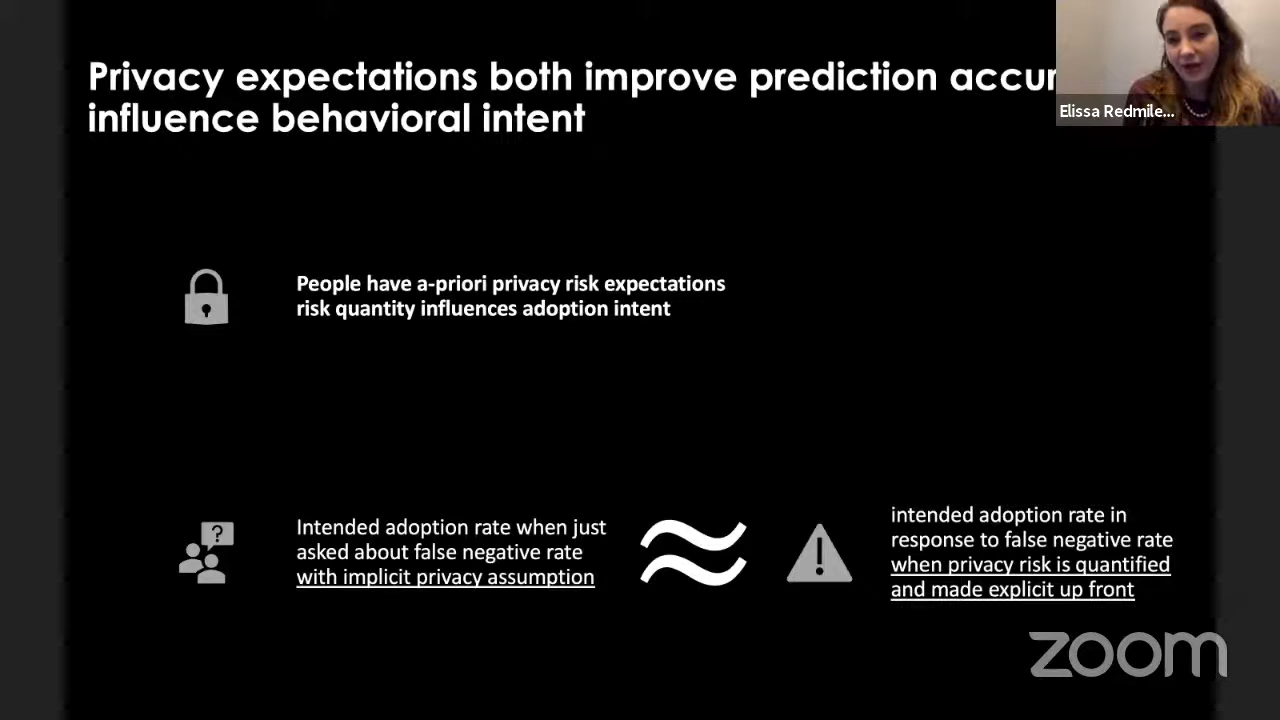 Privacy expectations both improve prediction accur
influence behavioral intent
Elissa Redmile...
People have a-priori privacy risk expectations
risk quantity influences adoption intent
?
Intended adoption rate when just
asked about false negative rate
with implicit privacy assumption
!
intended adoption rate in
response to false negative rate
when privacy risk is quantified
and made explicit up front
zoom